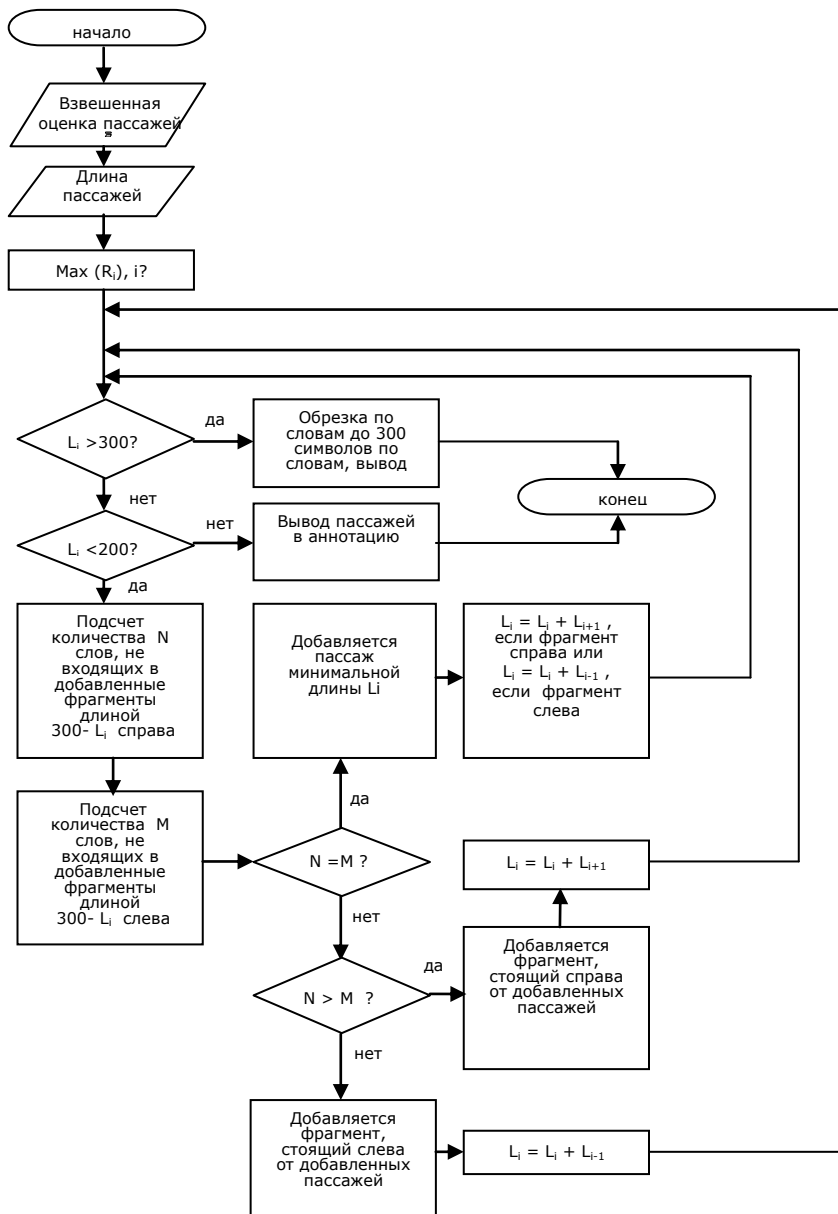 начало
Взвешенная
оценка пассажей
Длина
пассажей
Max (Rᵢ), i?
Lᵢ >300?
да
Обрезка по
словам до 300
символов по
словам, вывод
нет
конец
Lᵢ <200?
нет
Вывод пассажей
в аннотацию
да
Подсчет
количества N
слов, не
входящих в
добавленные
фрагменты
длиной
300- Lᵢ справа
Добавляется
пассаж
минимальной
длины Li
Lᵢ = Lᵢ + Lᵢ₊₁ ,
если фрагмент
справа или
Lᵢ = Lᵢ + Lᵢ₋₁ ,
если фрагмент
слева
Подсчет
количества M
слов, не
входящих в
добавленные
фрагменты
длиной
300- Lᵢ слева
да
N =M ?
нет
Lᵢ = Lᵢ + Lᵢ₊₁
N > M ?
да
Добавляется
фрагмент,
стоящий справа
от добавленных
пассажей
нет
Добавляется
фрагмент,
стоящий слева
от добавленных
пассажей
Lᵢ = Lᵢ + Lᵢ₋₁